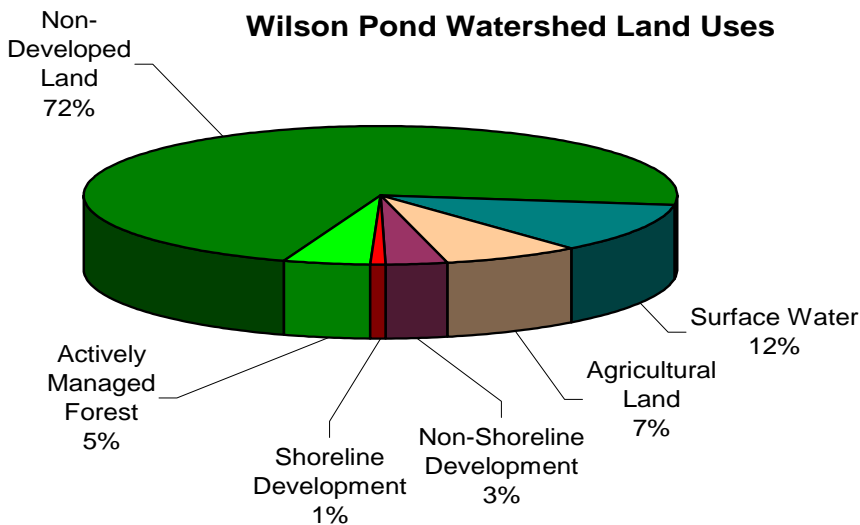 Wilson Pond Watershed Land Uses
Non-
Developed
Land
72%
Surface Water
12%
Agricultural
Land
7%
Non-Shoreline
Development
3%
Shoreline
Development
1%
Actively
Managed
Forest
5%